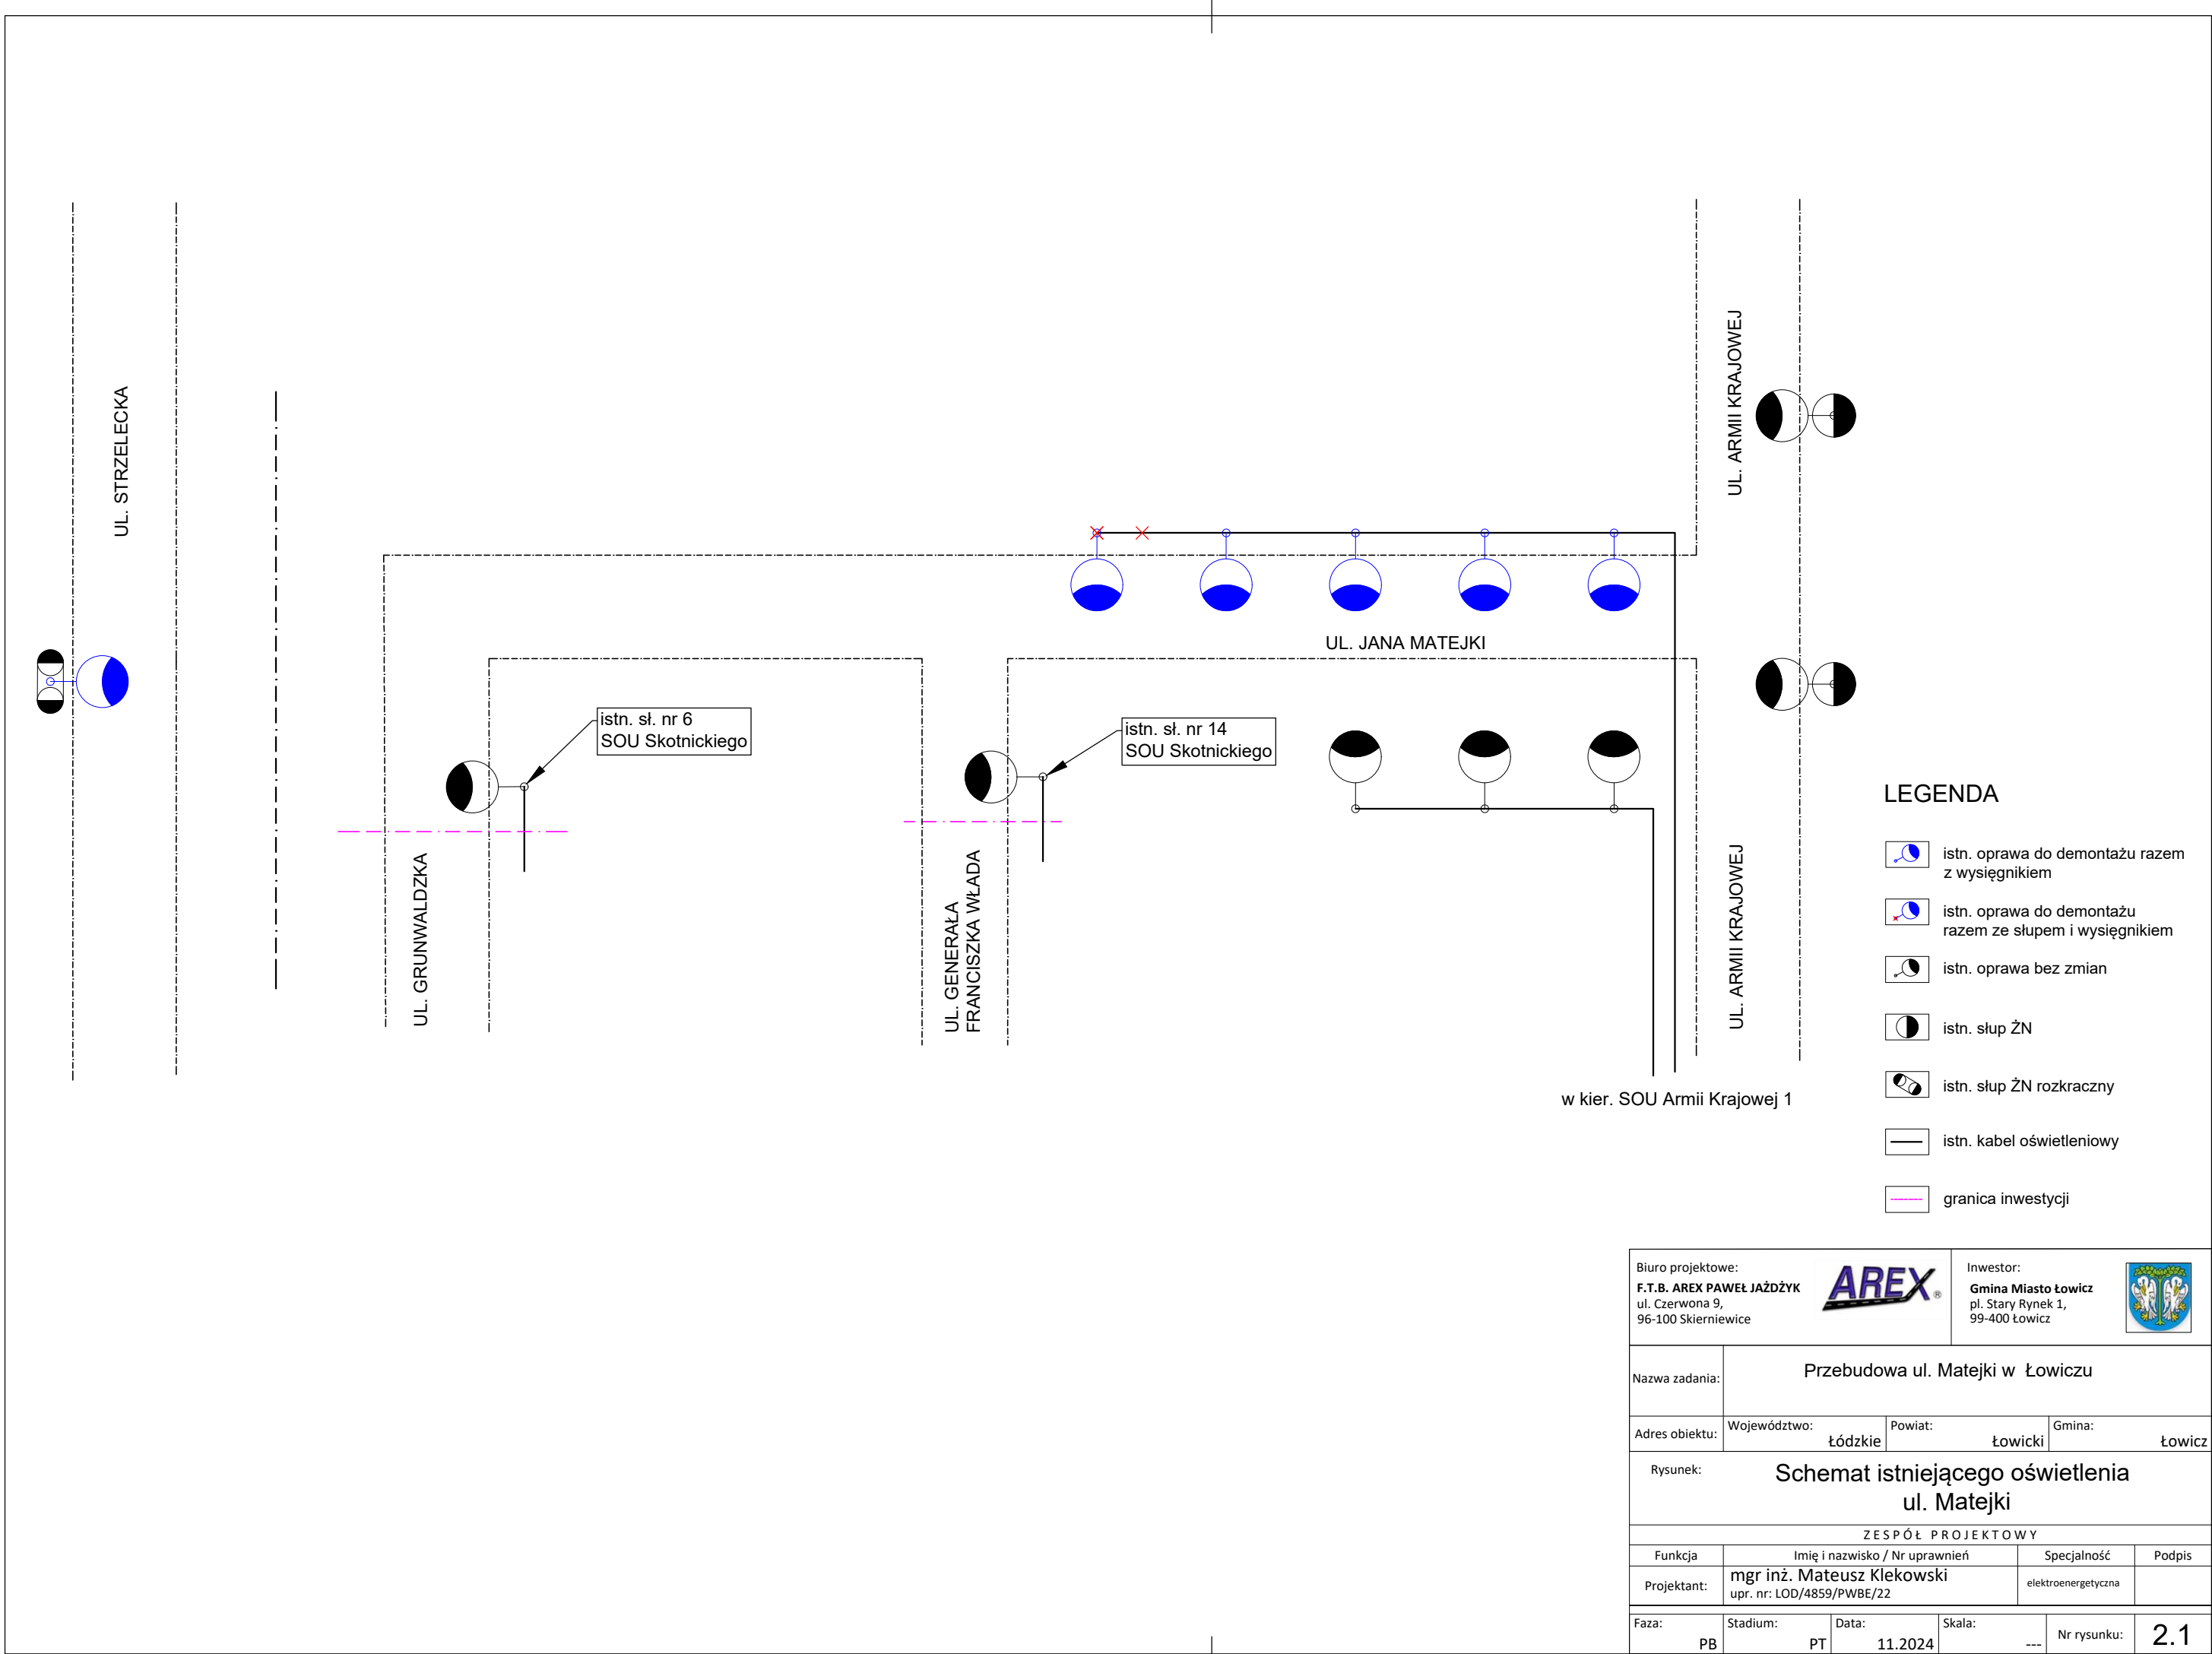 UL. STRZELECKA
UL. ARMII KRAJOWEJ
UL. JANA MATEJKI
istn. sł. nr 6
SOU Skotnickiego
istn. sł. nr 14
SOU Skotnickiego
UL. GRUNWALDZKA
UL. GENERAŁA
FRANCISZKA WŁADA
UL. ARMII KRAJOWEJ
w kier. SOU Armii Krajowej 1
LEGENDA
istn. oprawa do demontażu razem
z wysięgnikiem
istn. oprawa do demontażu
razem ze słupem i wysięgnikiem
istn. oprawa bez zmian
istn. słup ŻN
istn. słup ŻN rozkraczny
istn. kabel oświetleniowy
granica inwestycji
Biuro projektowe:
F.T.B. AREX PAWEŁ JAŻDŻYK
ul. Czerwona 9,
96-100 Skierniewice
AREX ®
Inwestor:
Gmina Miasto Łowicz
pl. Stary Rynek 1,
99-400 Łowicz
Nazwa zadania:
Przebudowa ul. Matejki w Łowiczu
Adres obiektu:
Województwo:
Łódzkie
Powiat:
Łowicki
Gmina:
Łowicz
Rysunek:
Schemat istniejącego oświetlenia
ul. Matejki
ZESPÓŁ PROJEKTOWY
Funkcja
Imię i nazwisko / Nr uprawnień
Specjalność
Podpis
Projektant:
mgr inż. Mateusz Klekowski
upr. nr: LOD/4859/PWBE/22
elektroenergetyczna
Faza:
PB
Stadium:
PT
Data:
11.2024
Skala:
---
Nr rysunku:
2.1